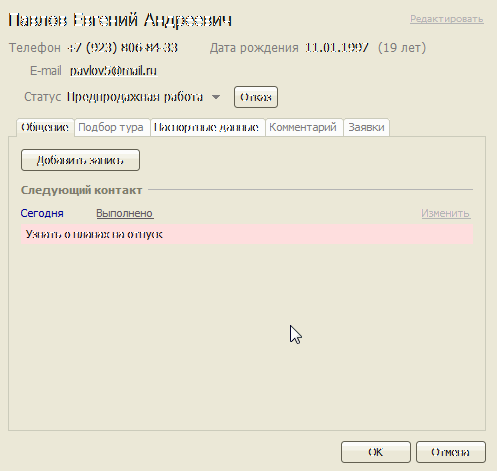 Павлов Евгений Андреевич Редактировать
Телефон +7 (923) 806-84-33 Дата рождения 11.01.1997 (19 лет)
E-mail pavlov5@mail.ru
Статус Предпродажная работа Отказ
Общение Подбор тура Паспортные данные Комментарий Заявки
Добавить запись
Следующий контакт
Сегодня Выполнено Изменить
Узнать о планах на отпуск
ОК Отмена